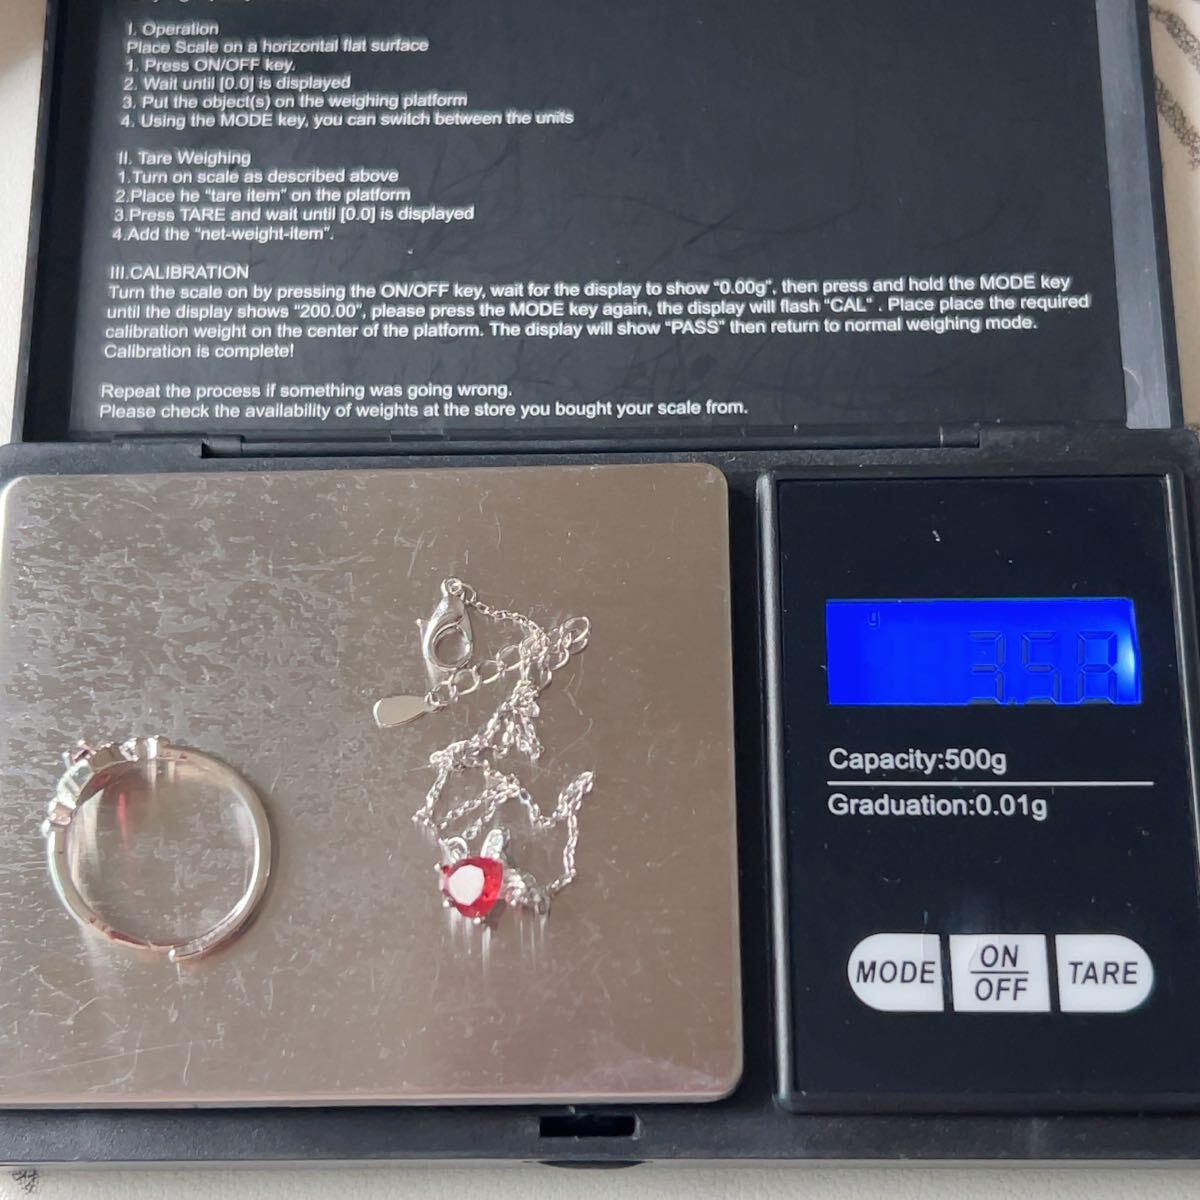 I. Operation
Place Scale on a horizontal flat surface
1. Press ON/OFF key.
2. Wait until [0.0] is displayed
3. Put the object(s) on the weighing platform
4. Using the MODE key, you can switch between the units
II. Tare Weighing
1.Turn on scale as described above
2.Place he "tare item" on the platform
3.Press TARE and wait until [0.0] is displayed
4.Add the "net-weight-item".
III.CALIBRATION
Turn the scale on by pressing the ON/OFF key, wait for the display to show "0.00g", then press and hold the MODE key
until the display shows "200.00", please press the MODE key again, the display will flash "CAL" . Place place the required
calibration weight on the center of the platform. The display will show "PASS" then return to normal weighing mode.
Calibration is complete!
Repeat the process if something was going wrong.
Please check the availability of weights at the store you bought your scale from.
g
3.58
Capacity:500g
Graduation:0.01g
MODE
ON
OFF
TARE